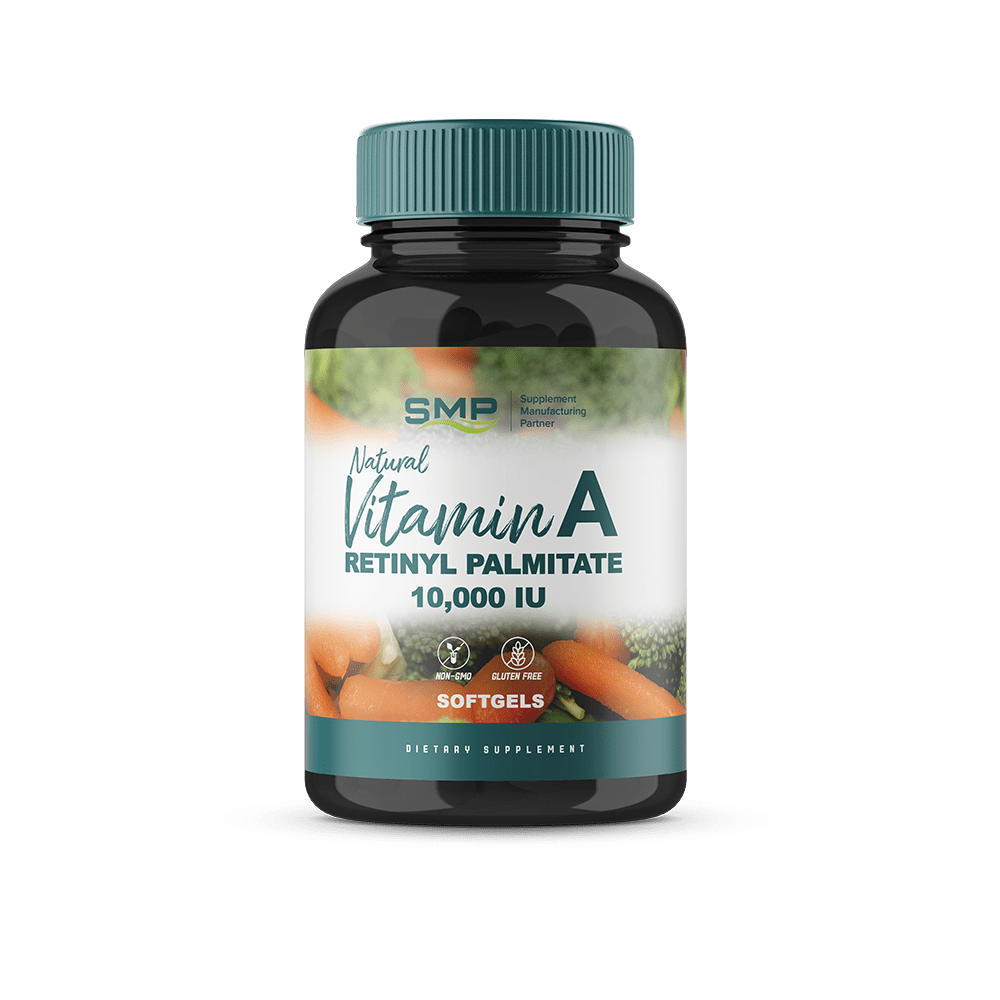 SMP
Supplement
Manufacturing
Partner
Natural
Vitamin A
RETINYL PALMITATE
10,000 IU
NON-GMO
GLUTEN FREE
SOFTGELS
DIETARY SUPPLEMENT